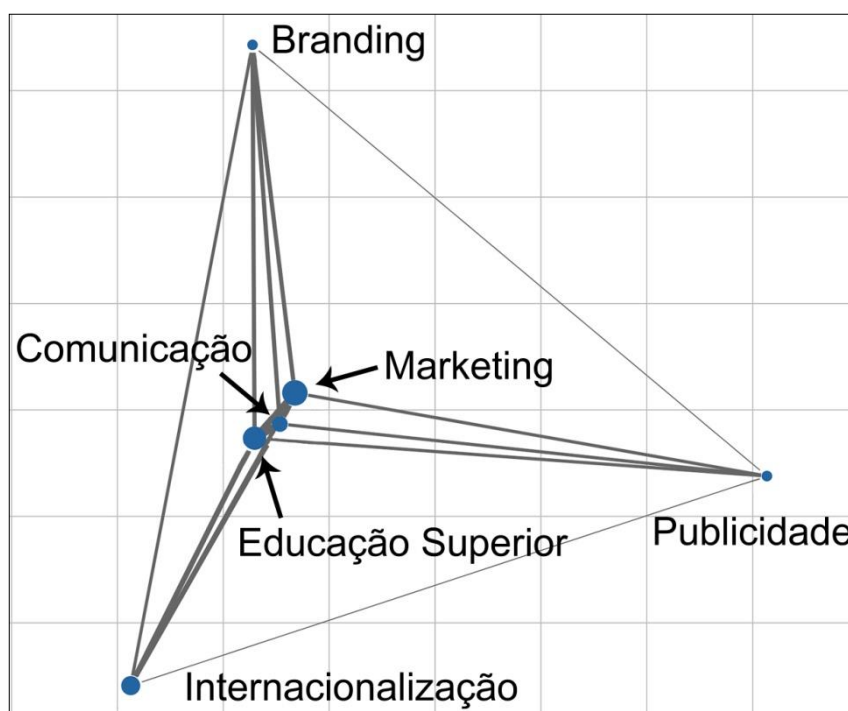 Branding
Comunicação
Marketing
Educação Superior
Publicidade
Internacionalização